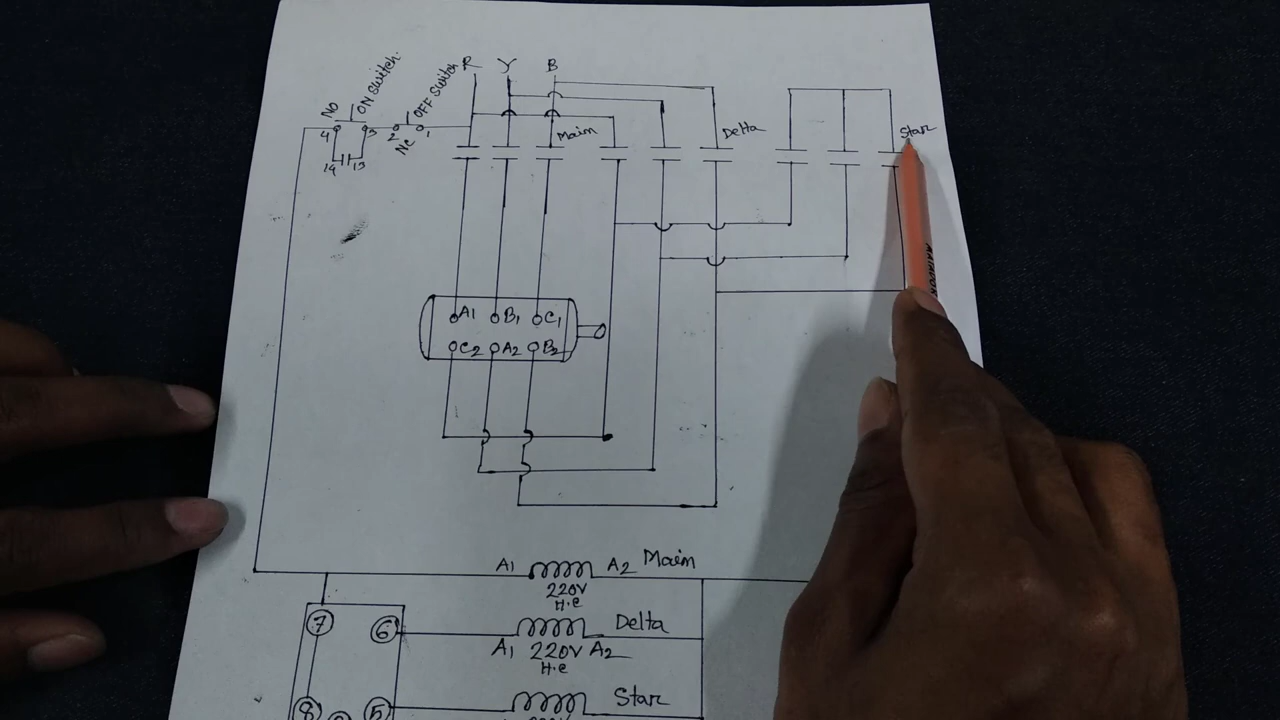 R Y B
NO ON Switch OFF Switch
4 3 2 1
NC
14 13
Main Delta Star
A1 B1 C1
C2 A2 B2
A1 A2 Main
220V
H.C
7 6 Delta
A1 220V A2
H.C
Star
8 5